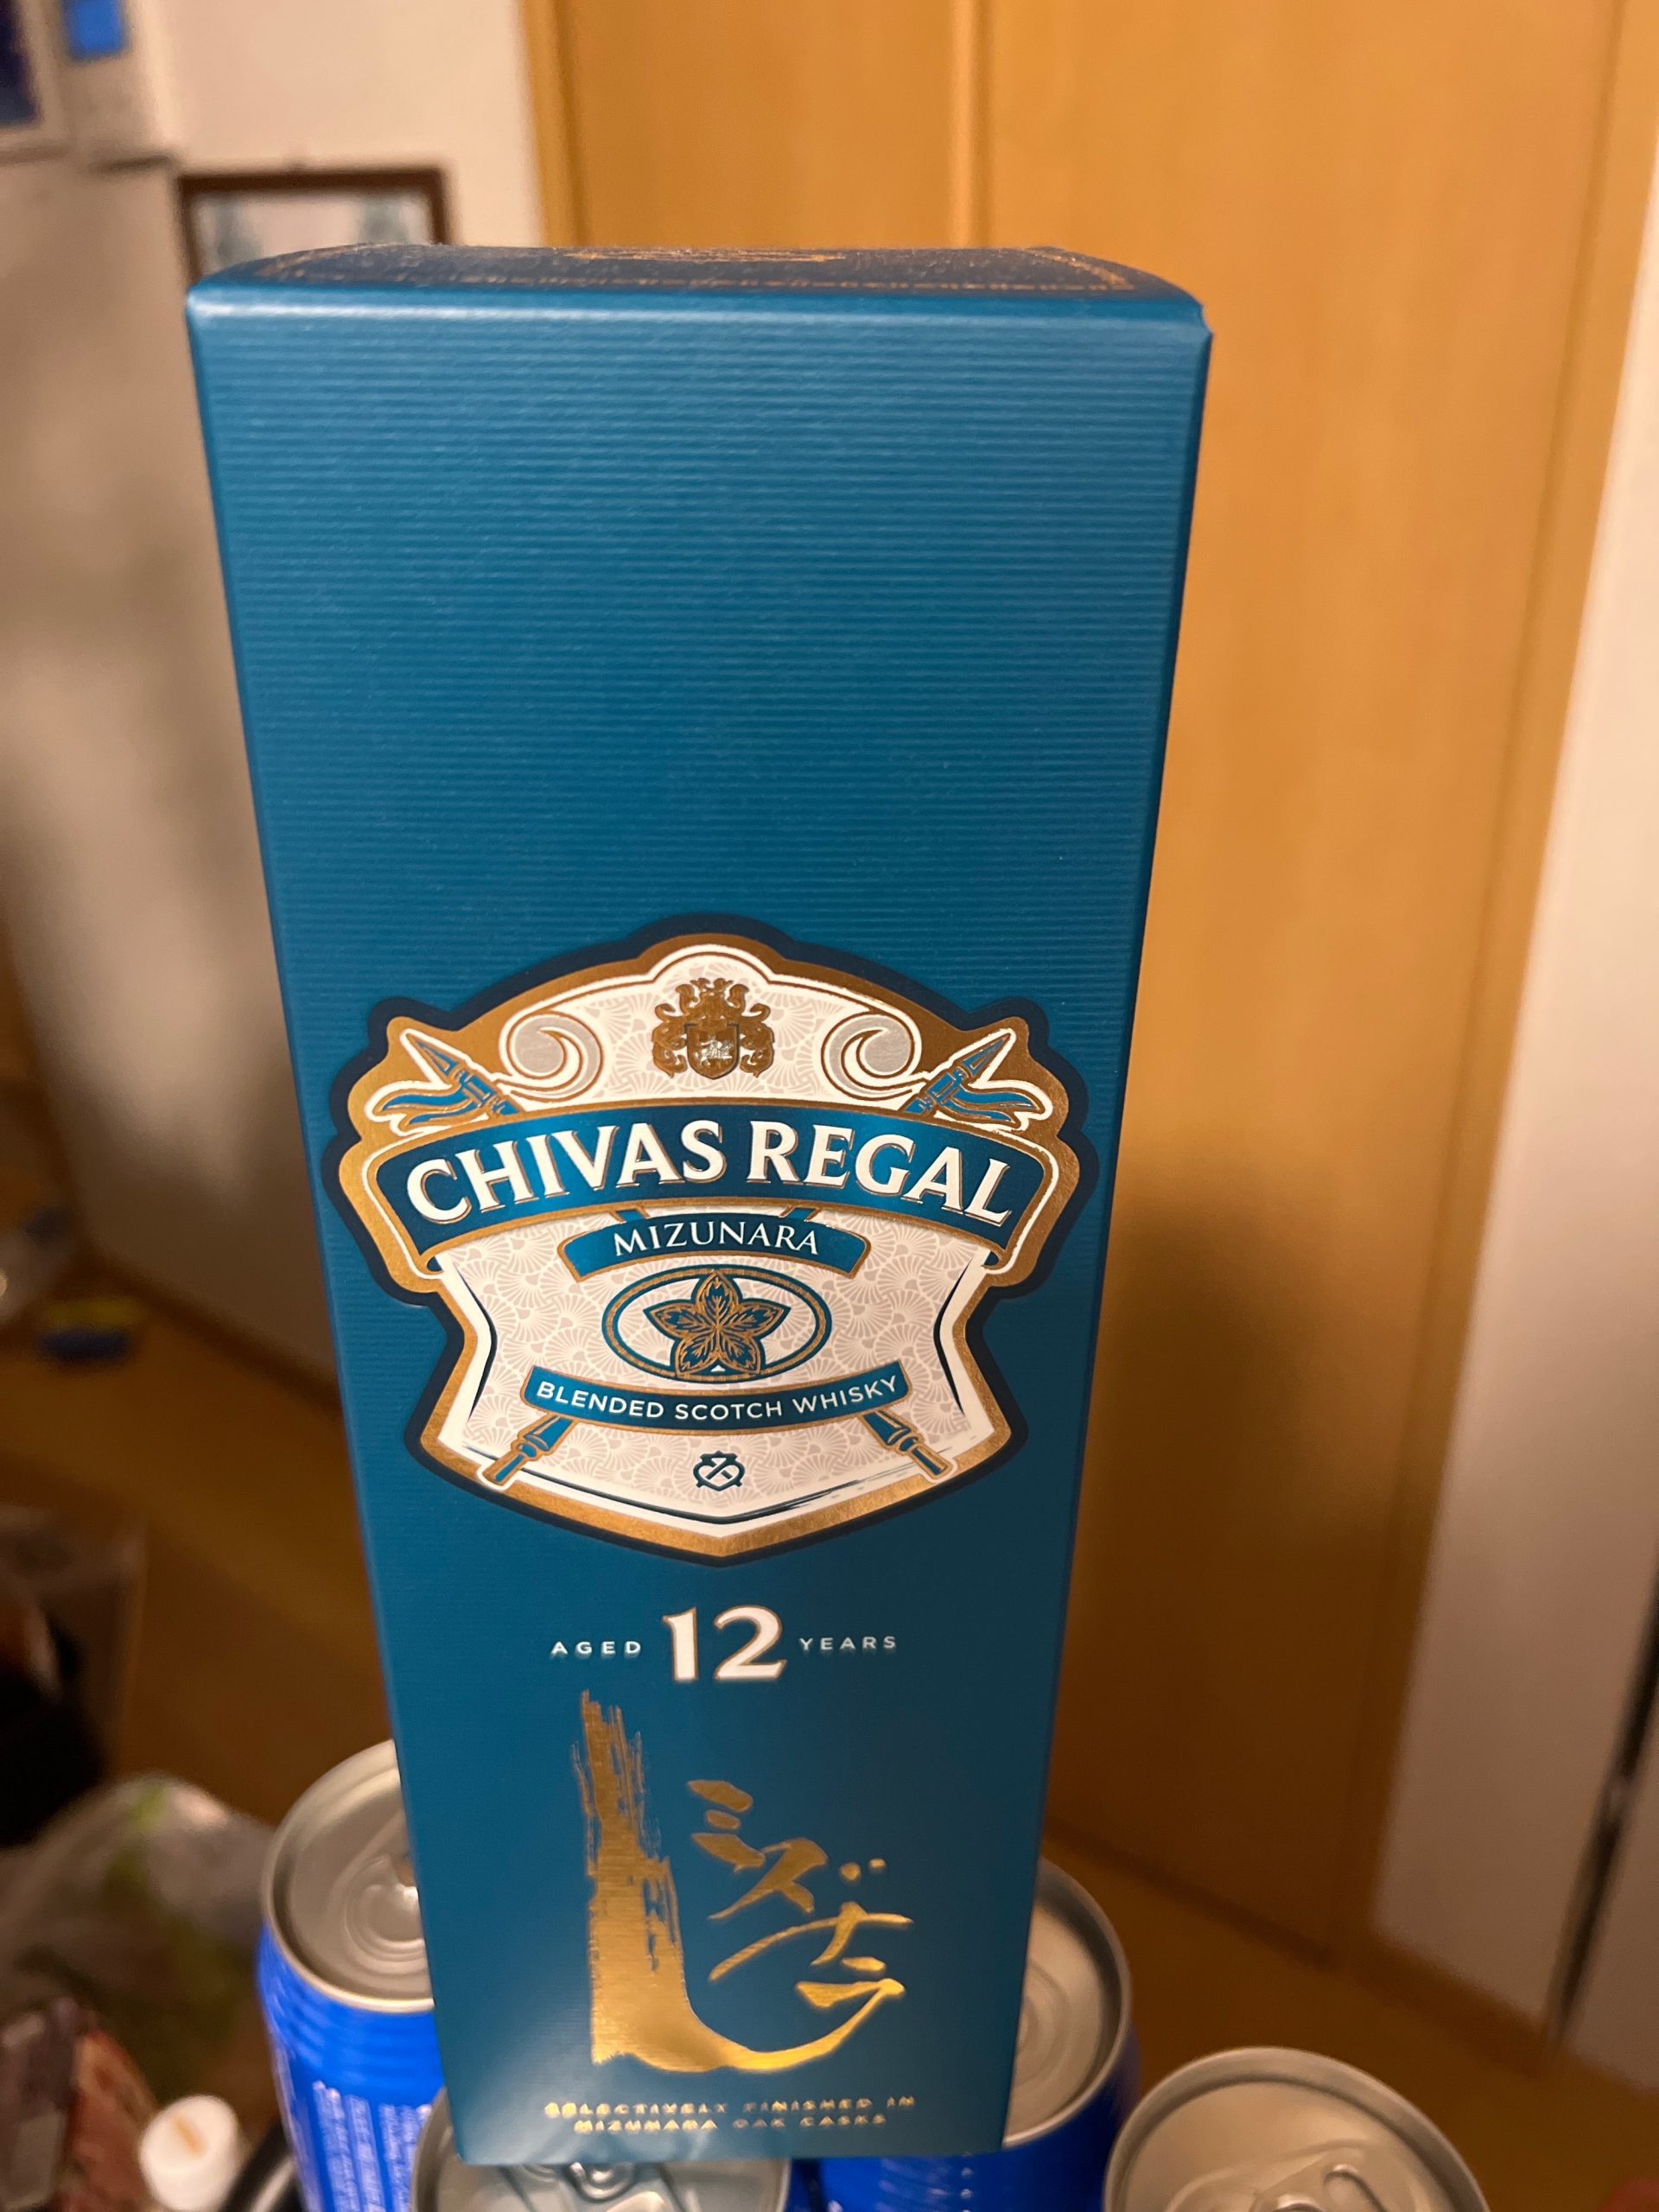 CHIVAS REGAL
MIZUNARA
BLENDED SCOTCH WHISKY
AGED 12 YEARS
ミズナラ
SELECTIVELY FINISHED IN
MIZUNARA OAK CASKS